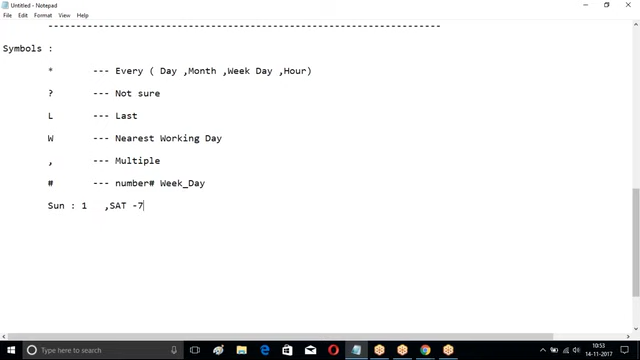 Untitled - Notepad
File Edit Format View Help
--------------------------------------------------------------------------
Symbols :
* --- Every ( Day ,Month ,Week Day ,Hour)
? --- Not sure
L --- Last
W --- Nearest Working Day
, --- Multiple
# --- number# Week_Day
Sun : 1 ,SAT -7
Type here to search
10:53
14-11-2017